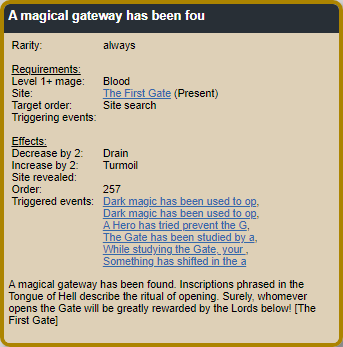 A magical gateway has been fou
Rarity: always
Requirements:
Level 1+ mage: Blood
Site: The First Gate (Present)
Target order: Site search
Triggering events:
Effects:
Decrease by 2: Drain
Increase by 2: Turmoil
Site revealed:
Order: 257
Triggered events: Dark magic has been used to op,
Dark magic has been used to op,
A Hero has tried prevent the G,
The Gate has been studied by a,
While studying the Gate, your ,
Something has shifted in the a
A magical gateway has been found. Inscriptions phrased in the
Tongue of Hell describe the ritual of opening. Surely, whomever
opens the Gate will be greatly rewarded by the Lords below! [The
First Gate]